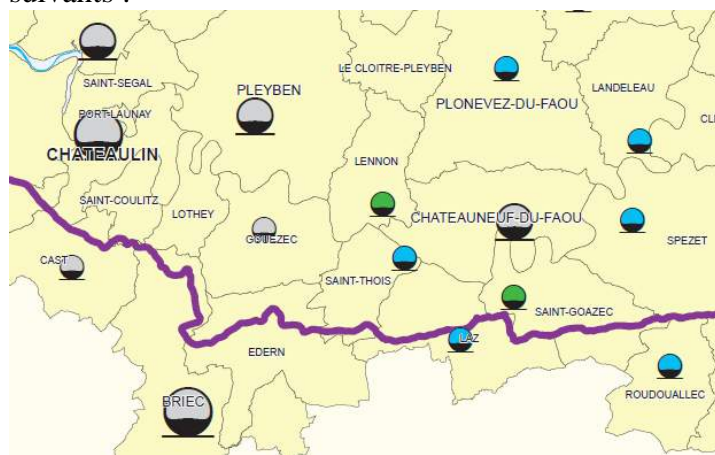 suivants :
LE CLOITRE-PLEYBEN
SAINT-SEGAL
PLEYBEN
LANDELEAU
PLONEVEZ-DU-FAOU
PORT-LAUNAY
CHATEAULIN
LENNON
SAINT-COULITZ
LOTHEY
CHATEAUNEUF-DU-FAOU
GOUEZEC
SPEZET
CAST
SAINT-THOIS
SAINT-GOAZEC
LAZ
EDERN
ROUDOUALLEC
BRIEC